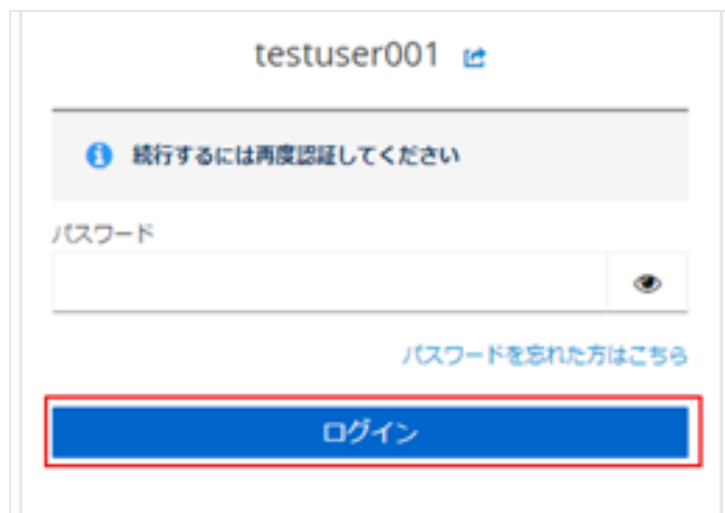 testuser001
続行するには再度認証してください
パスワード
パスワードを忘れた方はこちら
ログイン